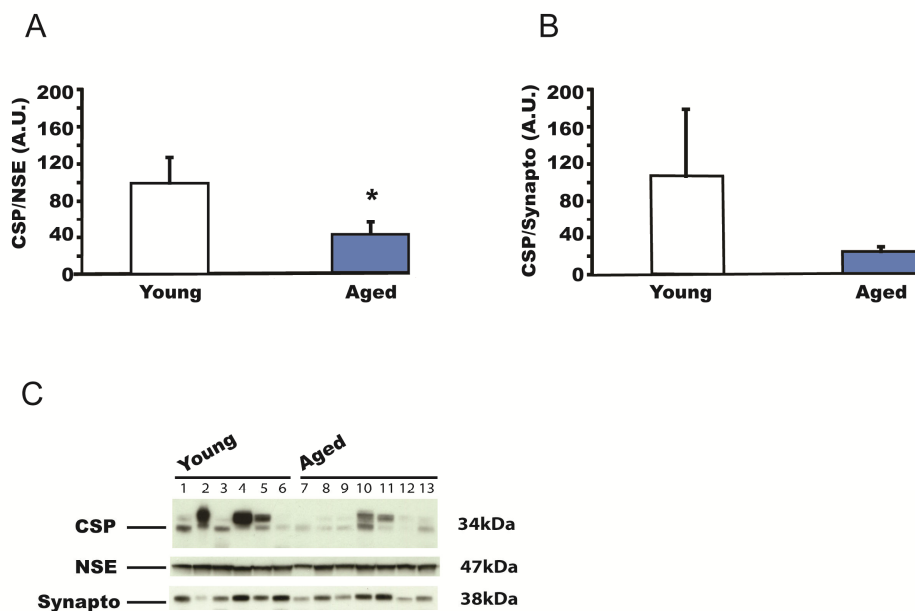 A
B
200
160
120
80
40
0
CSP/NSE (A.U.)
*
Young
Aged
200
160
120
80
40
0
CSP/Synapto (A.U.)
Young
Aged
C
Young
Aged
1 2 3 4 5 6 7 8 9 10 11 12 13
CSP
34kDa
NSE
47kDa
Synapto
38kDa